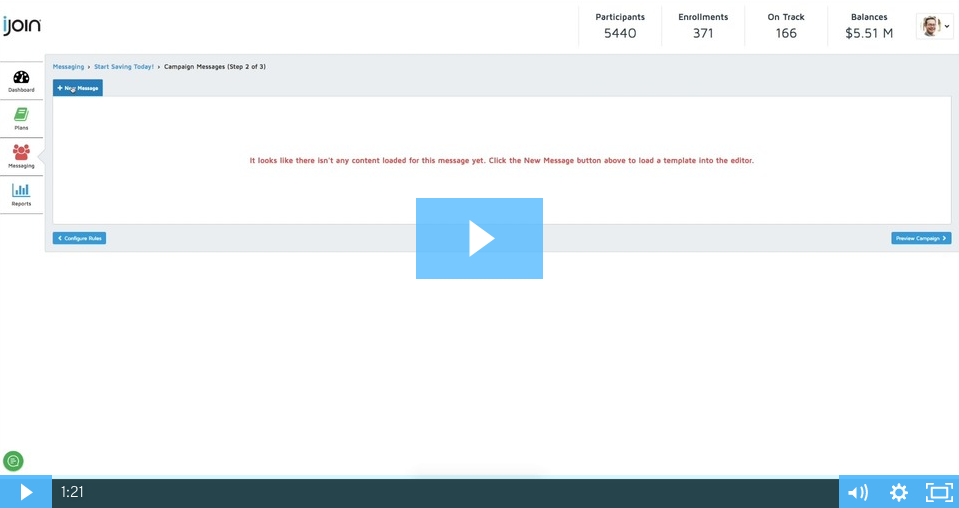 ijoin
Participants
5440
Enrollments
371
On Track
166
Balances
$5.51 M
Messaging › Start Saving Today! › Campaign Messages (Step 2 of 3)
+ New Message
Dashboard
Plans
Messaging
Reports
It looks like there isn't any content loaded for this message yet. Click the New Message button above to load a template into the editor.
Configure Rules
Preview Campaign
1:21